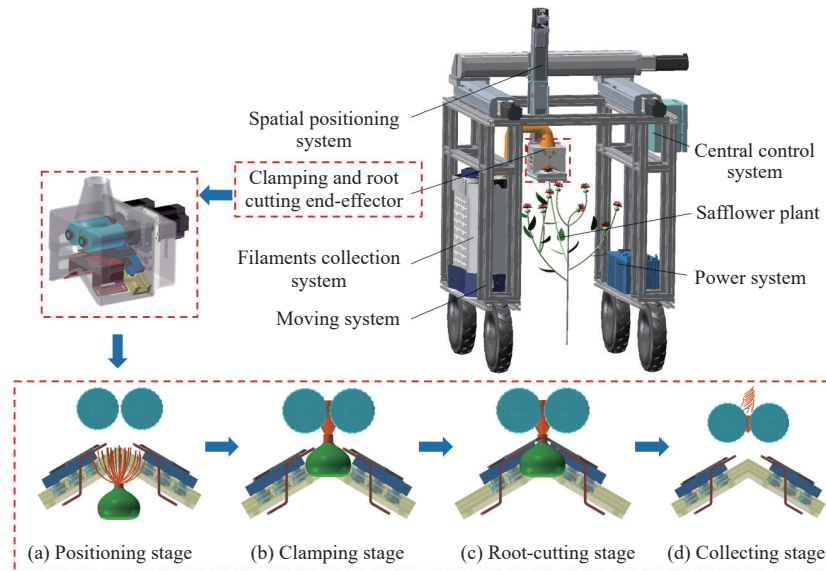 Spatial positioning
system
Clamping and root
cutting end-effector
Filaments collection
system
Moving system
Central control
system
Safflower plant
Power system
(a) Positioning stage
(b) Clamping stage
(c) Root-cutting stage
(d) Collecting stage